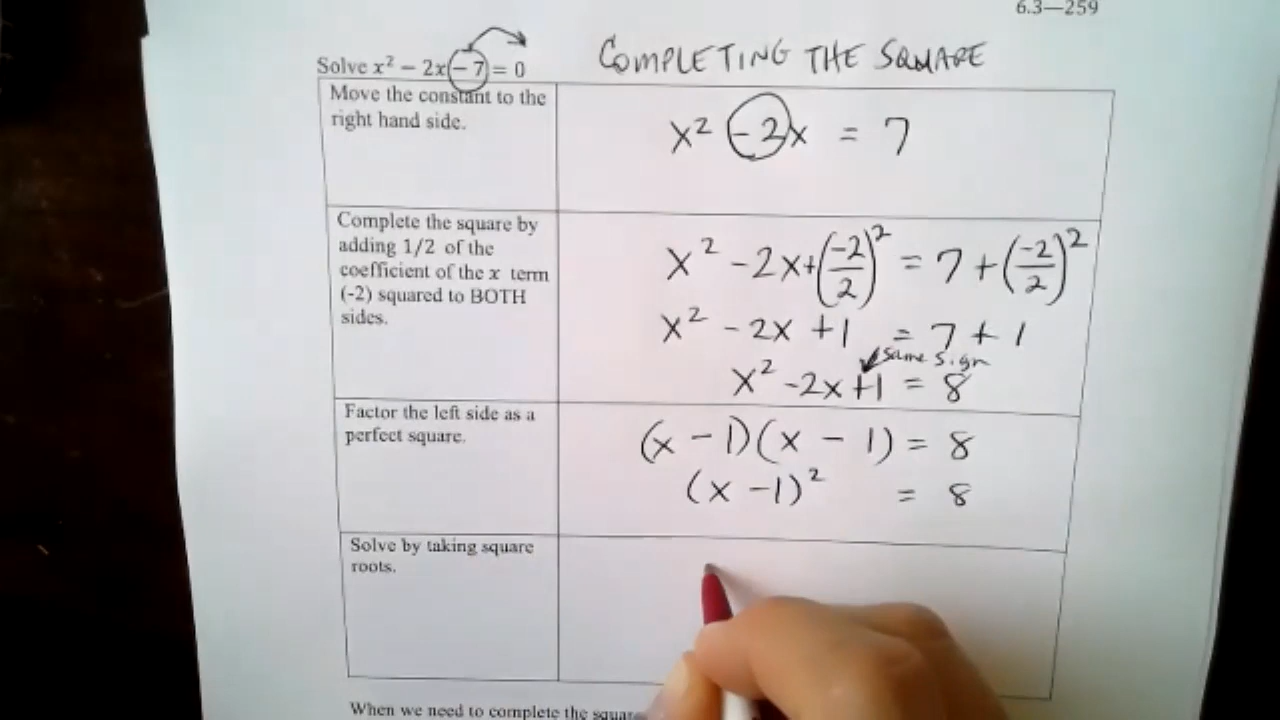 6.3—259
Solve x² − 2x − 7 = 0
COMPLETING THE SQUARE
Move the constant to the
right hand side.
x² -2x = 7
Complete the square by
adding 1/2 of the
coefficient of the x term
(-2) squared to BOTH
sides.
x² - 2x + (-2/2)² = 7 + (-2/2)²
x² - 2x + 1 = 7 + 1
same sign
x² - 2x + 1 = 8
Factor the left side as a
perfect square.
(x - 1)(x - 1) = 8
(x - 1)² = 8
Solve by taking square
roots.
When we need to complete the square